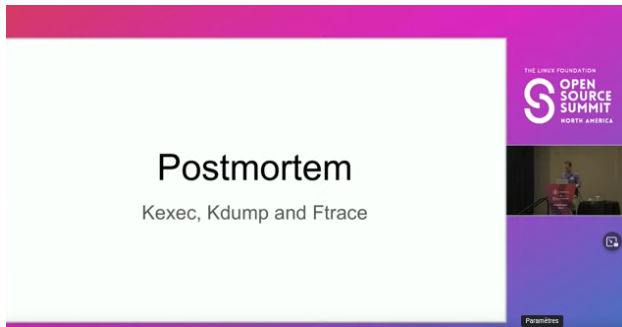 Postmortem
Kexec, Kdump and Ftrace
THE LINUX FOUNDATION
OPEN
SOURCE
SUMMIT
NORTH AMERICA
Paramètres